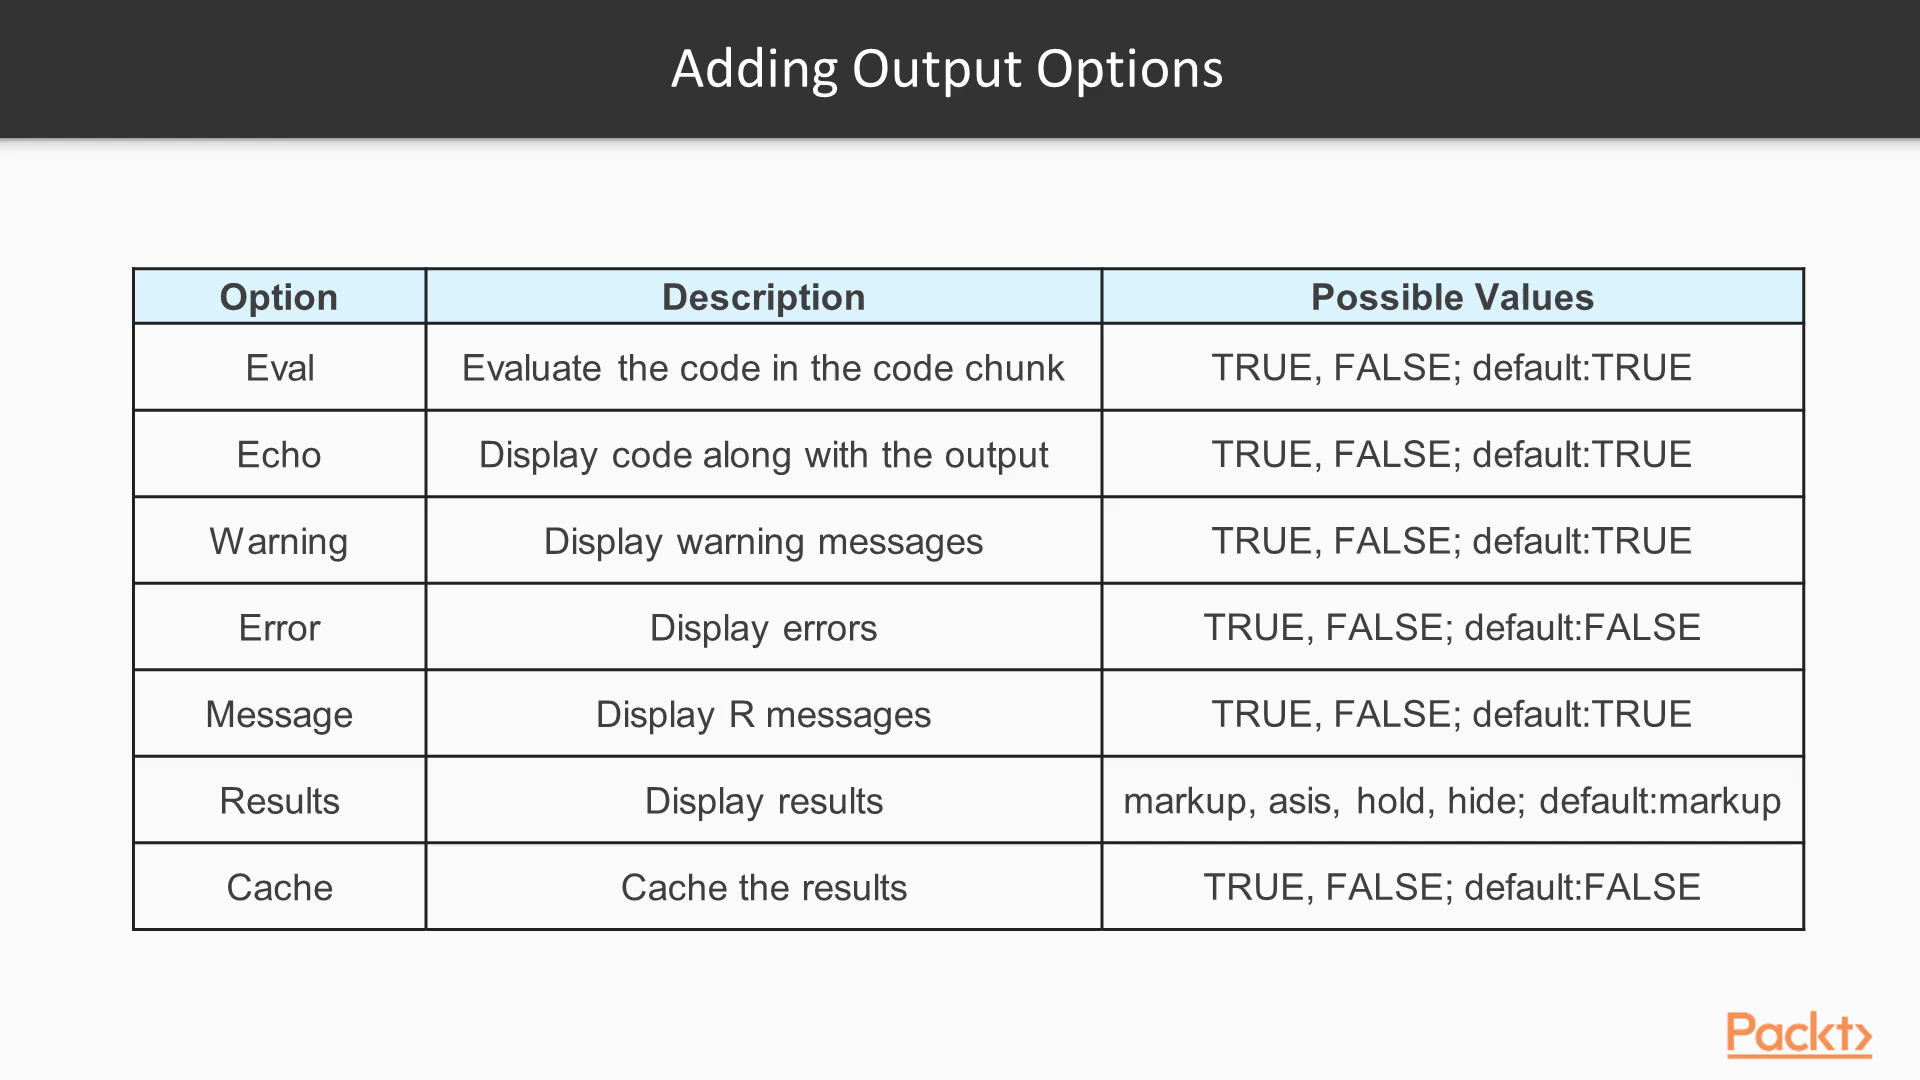 Adding Output Options
Option Description Possible Values
Eval Evaluate the code in the code chunk TRUE, FALSE; default:TRUE
Echo Display code along with the output TRUE, FALSE; default:TRUE
Warning Display warning messages TRUE, FALSE; default:TRUE
Error Display errors TRUE, FALSE; default:FALSE
Message Display R messages TRUE, FALSE; default:TRUE
Results Display results markup, asis, hold, hide; default:markup
Cache Cache the results TRUE, FALSE; default:FALSE
Packt>